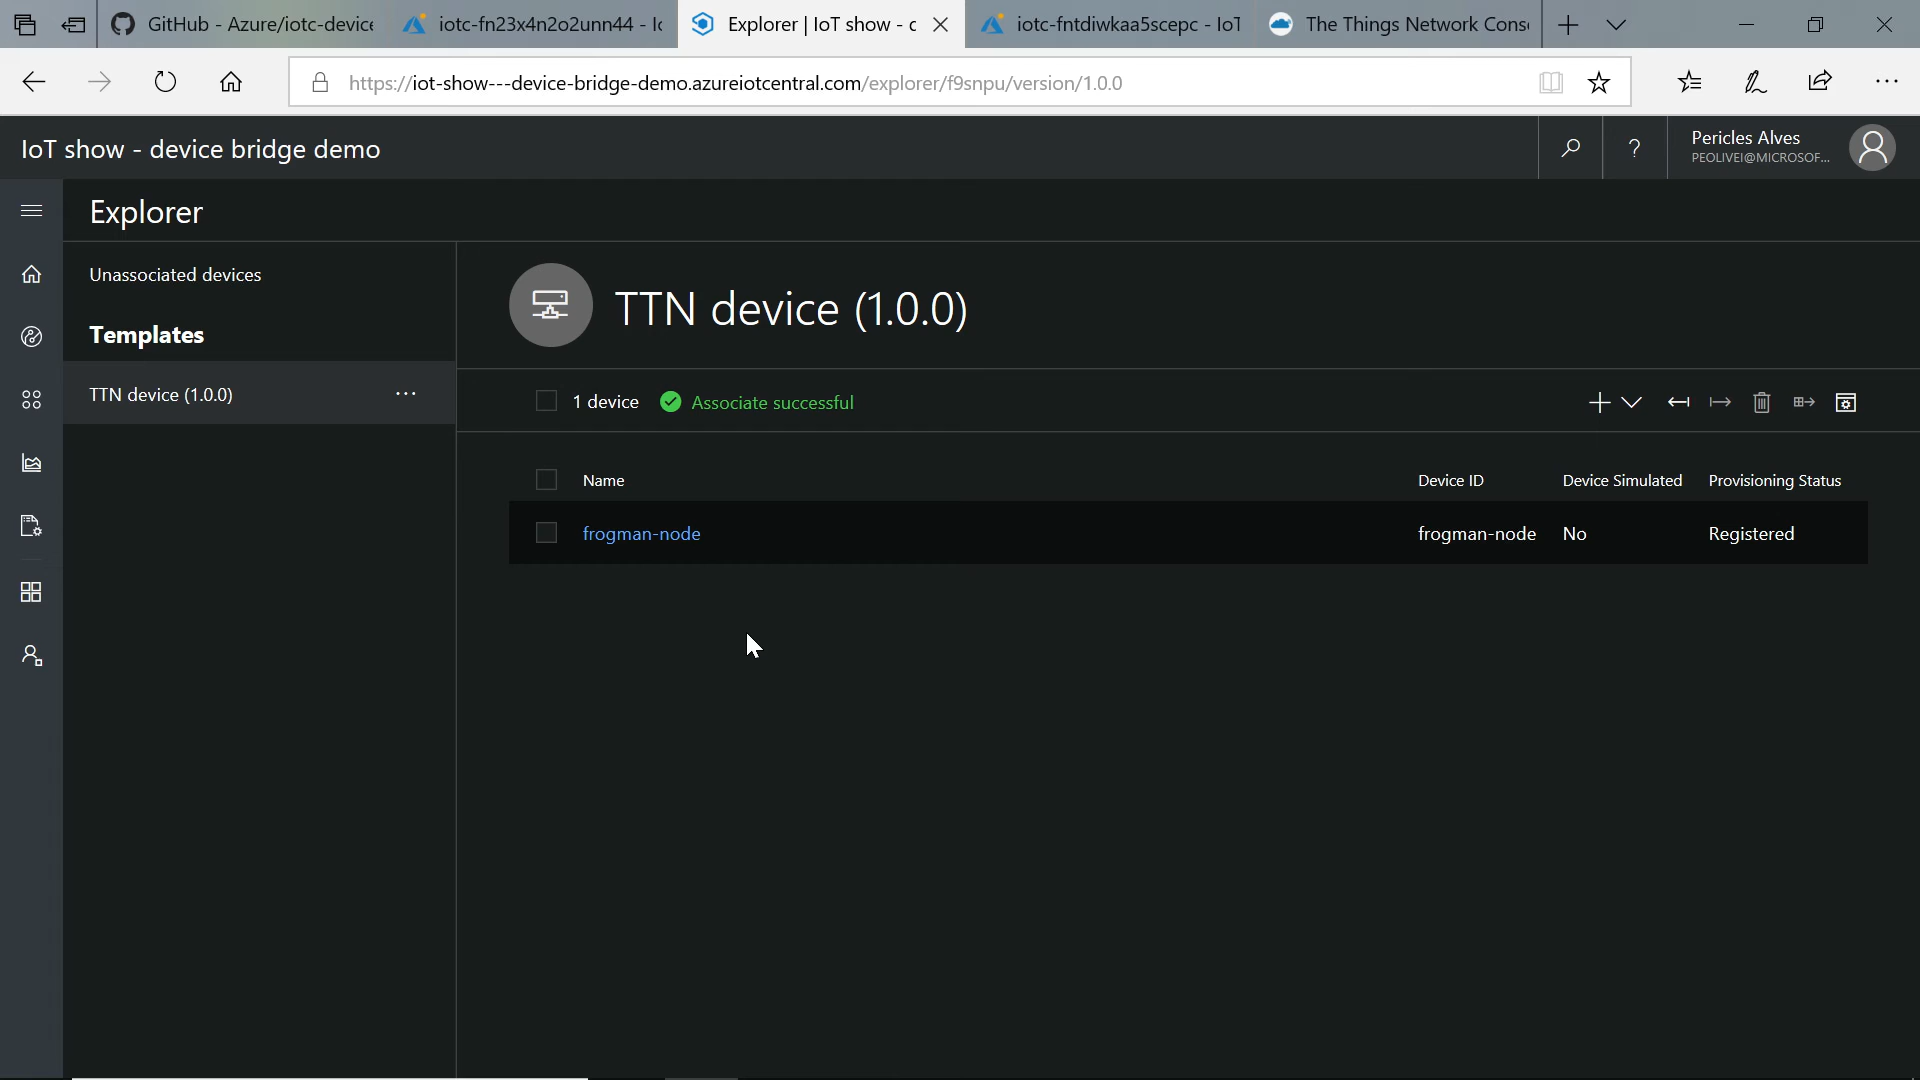 GitHub - Azure/iotc-device
iotc-fn23x4n2o2unn44 - Ic
Explorer | IoT show - c
iotc-fntdiwkaa5scepc - IoT
The Things Network Cons
https://iot-show---device-bridge-demo.azureiotcentral.com/explorer/f9snpu/version/1.0.0
IoT show - device bridge demo
?
Pericles Alves
PEOLIVEI@MICROSOF...
Explorer
Unassociated devices
Templates
TTN device (1.0.0)
TTN device (1.0.0)
1 device
Associate successful
Name
Device ID
Device Simulated
Provisioning Status
frogman-node
frogman-node
No
Registered